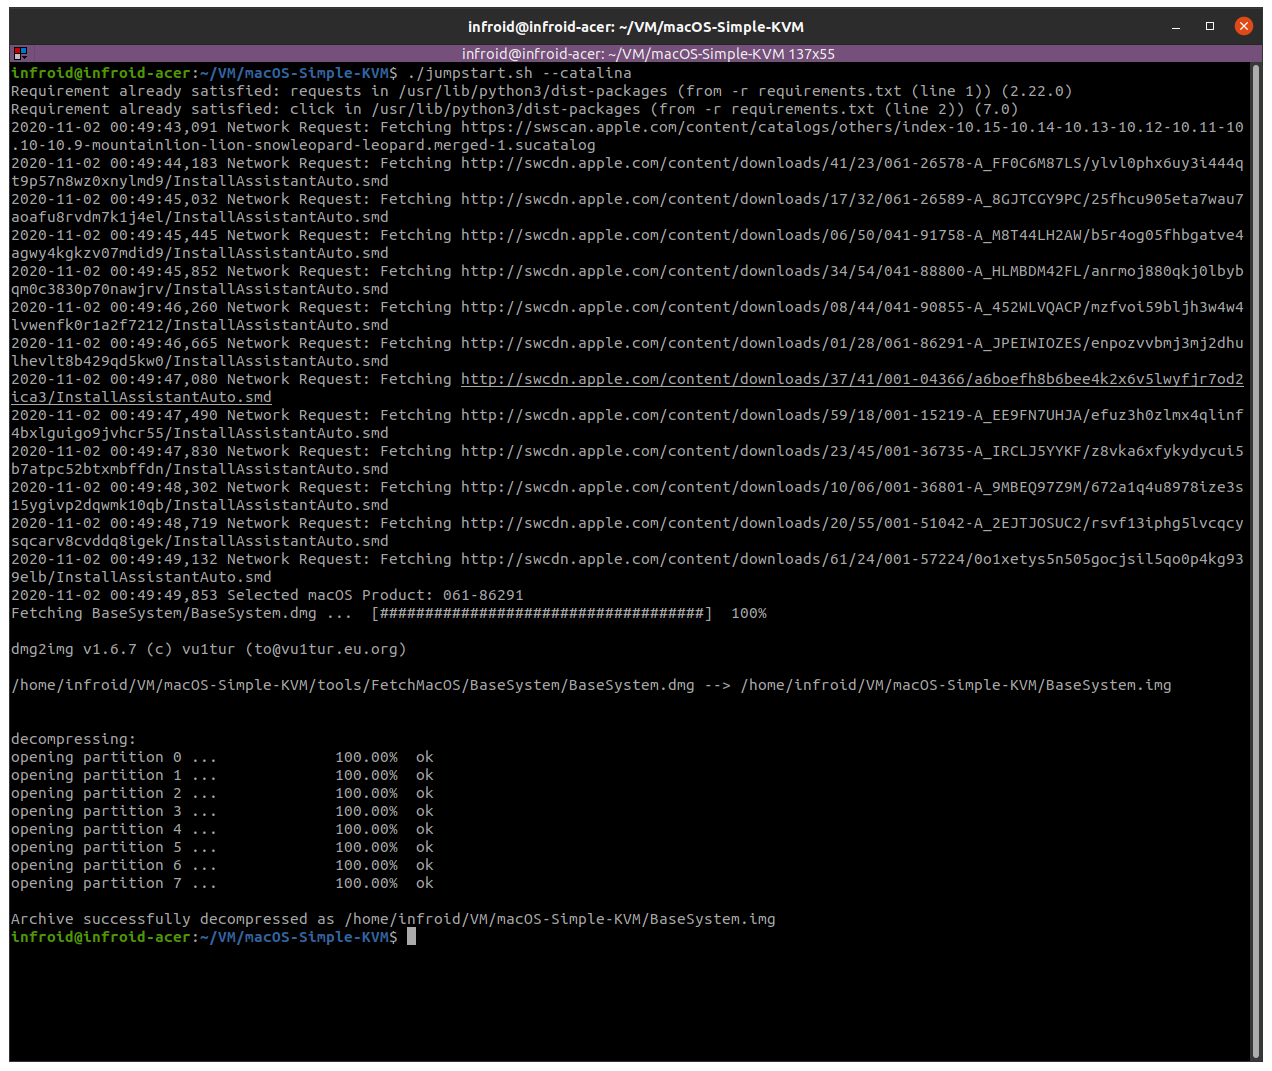 infroid@infroid-acer: ~/VM/macOS-Simple-KVM
infroid@infroid-acer: ~/VM/macOS-Simple-KVM 137x55
infroid@infroid-acer:~/VM/macOS-Simple-KVM$ ./jumpstart.sh --catalina
Requirement already satisfied: requests in /usr/lib/python3/dist-packages (from -r requirements.txt (line 1)) (2.22.0)
Requirement already satisfied: click in /usr/lib/python3/dist-packages (from -r requirements.txt (line 2)) (7.0)
2020-11-02 00:49:43,091 Network Request: Fetching https://swscan.apple.com/content/catalogs/others/index-10.15-10.14-10.13-10.12-10.11-10
.10-10.9-mountainlion-lion-snowleopard-leopard.merged-1.sucatalog
2020-11-02 00:49:44,183 Network Request: Fetching http://swcdn.apple.com/content/downloads/41/23/061-26578-A_FF0C6M87LS/ylvl0phx6uy3i444q
t9p57n8wz0xnylmd9/InstallAssistantAuto.smd
2020-11-02 00:49:45,032 Network Request: Fetching http://swcdn.apple.com/content/downloads/17/32/061-26589-A_8GJTCGY9PC/25fhcu905eta7wau7
aoafu8rvdm7k1j4el/InstallAssistantAuto.smd
2020-11-02 00:49:45,445 Network Request: Fetching http://swcdn.apple.com/content/downloads/06/50/041-91758-A_M8T44LH2AW/b5r4og05fhbgatve4
agwy4kgkzv07mdid9/InstallAssistantAuto.smd
2020-11-02 00:49:45,852 Network Request: Fetching http://swcdn.apple.com/content/downloads/34/54/041-88800-A_HLMBDM42FL/anrmoj880qkj0lbyb
qm0c3830p70nawjrv/InstallAssistantAuto.smd
2020-11-02 00:49:46,260 Network Request: Fetching http://swcdn.apple.com/content/downloads/08/44/041-90855-A_452WLVQACP/mzfvoi59bljh3w4w4
lvwenfk0r1a2f7212/InstallAssistantAuto.smd
2020-11-02 00:49:46,665 Network Request: Fetching http://swcdn.apple.com/content/downloads/01/28/061-86291-A_JPEIWIOZES/enpozvvbmj3mj2dhu
lhevlt8b429qd5kw0/InstallAssistantAuto.smd
2020-11-02 00:49:47,080 Network Request: Fetching http://swcdn.apple.com/content/downloads/37/41/001-04366/a6boefh8b6bee4k2x6v5lwyfjr7od2
ica3/InstallAssistantAuto.smd
2020-11-02 00:49:47,490 Network Request: Fetching http://swcdn.apple.com/content/downloads/59/18/001-15219-A_EE9FN7UHJA/efuz3h0zlmx4qlinf
4bxlguigo9jvhcr55/InstallAssistantAuto.smd
2020-11-02 00:49:47,830 Network Request: Fetching http://swcdn.apple.com/content/downloads/23/45/001-36735-A_IRCLJ5YYKF/z8vka6xfykydycui5
b7atpc52btxmbffdn/InstallAssistantAuto.smd
2020-11-02 00:49:48,302 Network Request: Fetching http://swcdn.apple.com/content/downloads/10/06/001-36801-A_9MBEQ97Z9M/672a1q4u8978ize3s
15ygivp2dqwmk10qb/InstallAssistantAuto.smd
2020-11-02 00:49:48,719 Network Request: Fetching http://swcdn.apple.com/content/downloads/20/55/001-51042-A_2EJTJOSUC2/rsvf13iphg5lvcqcy
sqcarv8cvddq8igek/InstallAssistantAuto.smd
2020-11-02 00:49:49,132 Network Request: Fetching http://swcdn.apple.com/content/downloads/61/24/001-57224/0o1xetys5n505gocjsil5qo0p4kg93
9elb/InstallAssistantAuto.smd
2020-11-02 00:49:49,853 Selected macOS Product: 061-86291
Fetching BaseSystem/BaseSystem.dmg ...  [####################################]  100%
dmg2img v1.6.7 (c) vu1tur (to@vu1tur.eu.org)
/home/infroid/VM/macOS-Simple-KVM/tools/FetchMacOS/BaseSystem/BaseSystem.dmg --> /home/infroid/VM/macOS-Simple-KVM/BaseSystem.img
decompressing:
opening partition 0 ...             100.00%  ok
opening partition 1 ...             100.00%  ok
opening partition 2 ...             100.00%  ok
opening partition 3 ...             100.00%  ok
opening partition 4 ...             100.00%  ok
opening partition 5 ...             100.00%  ok
opening partition 6 ...             100.00%  ok
opening partition 7 ...             100.00%  ok
Archive successfully decompressed as /home/infroid/VM/macOS-Simple-KVM/BaseSystem.img
infroid@infroid-acer:~/VM/macOS-Simple-KVM$